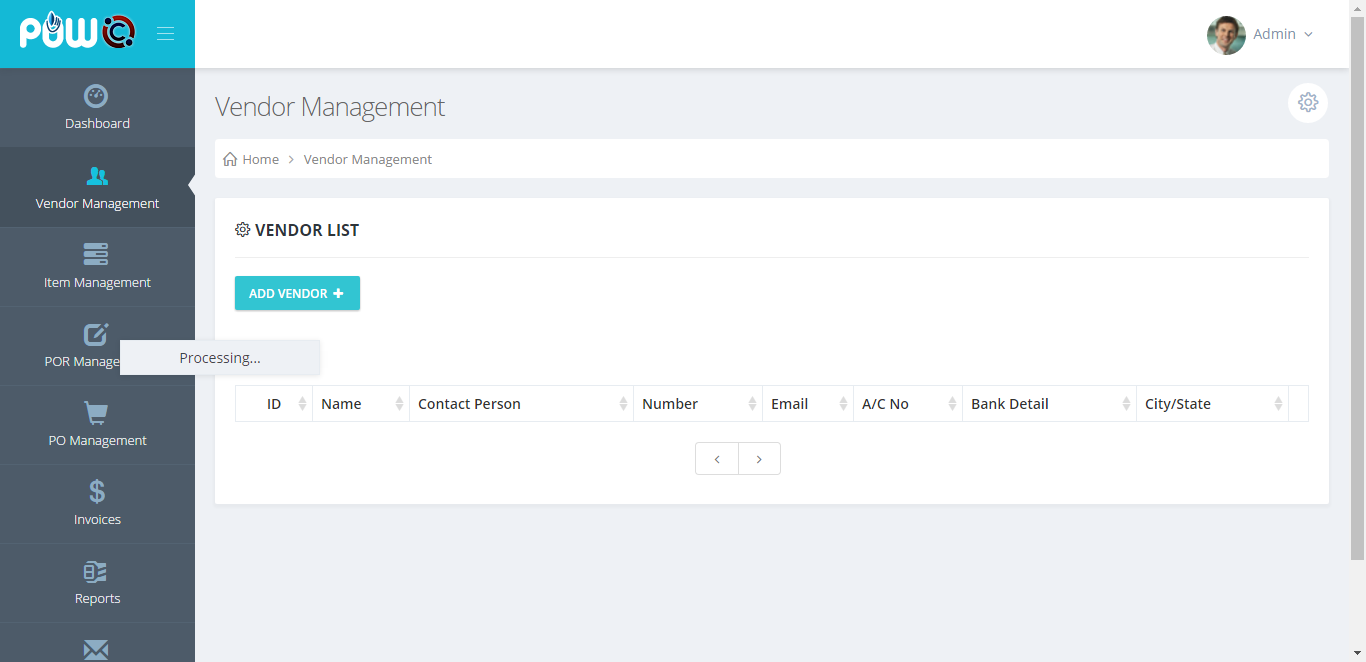 POW C
Admin
Dashboard
Vendor Management
Item Management
POR Manage
PO Management
Invoices
Reports
Vendor Management
Home > Vendor Management
VENDOR LIST
ADD VENDOR +
Processing...
ID Name Contact Person Number Email A/C No Bank Detail City/State